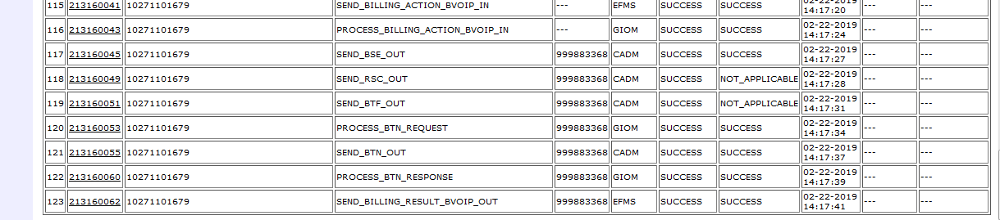 115 213160041 10271101679 SEND_BILLING_ACTION_BVOIP_IN --- EFMS SUCCESS SUCCESS 02-22-2019 14:17:20 --- ---
116 213160043 10271101679 PROCESS_BILLING_ACTION_BVOIP_IN --- GIOM SUCCESS SUCCESS 02-22-2019 14:17:24 --- ---
117 213160045 10271101679 SEND_BSE_OUT 999883368 CADM SUCCESS SUCCESS 02-22-2019 14:17:27 --- ---
118 213160049 10271101679 SEND_RSC_OUT 999883368 CADM SUCCESS NOT_APPLICABLE 02-22-2019 14:17:28 --- ---
119 213160051 10271101679 SEND_BTF_OUT 999883368 CADM SUCCESS NOT_APPLICABLE 02-22-2019 14:17:31 --- ---
120 213160053 10271101679 PROCESS_BTN_REQUEST 999883368 GIOM SUCCESS SUCCESS 02-22-2019 14:17:34 --- ---
121 213160055 10271101679 SEND_BTN_OUT 999883368 CADM SUCCESS SUCCESS 02-22-2019 14:17:37 --- ---
122 213160060 10271101679 PROCESS_BTN_RESPONSE 999883368 GIOM SUCCESS SUCCESS 02-22-2019 14:17:39 --- ---
123 213160062 10271101679 SEND_BILLING_RESULT_BVOIP_OUT 999883368 EFMS SUCCESS SUCCESS 02-22-2019 14:17:41 --- ---